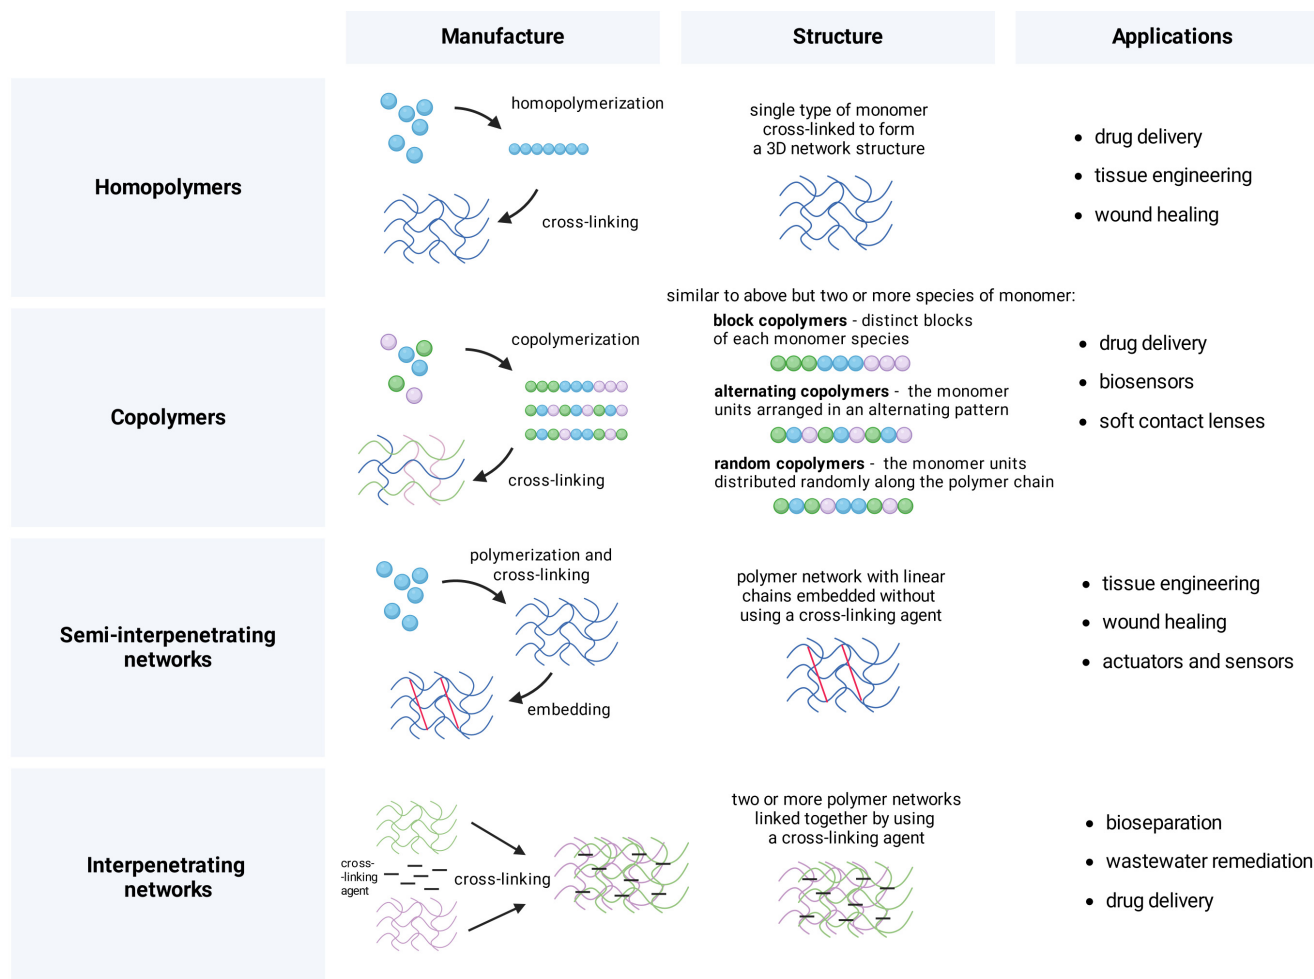 Manufacture
Structure
Applications
Homopolymers
homopolymerization
cross-linking
single type of monomer
cross-linked to form
a 3D network structure
• drug delivery
• tissue engineering
• wound healing
Copolymers
copolymerization
cross-linking
similar to above but two or more species of monomer:
block copolymers - distinct blocks
of each monomer species
alternating copolymers - the monomer
units arranged in an alternating pattern
random copolymers - the monomer units
distributed randomly along the polymer chain
• drug delivery
• biosensors
• soft contact lenses
Semi-interpenetrating
networks
polymerization and
cross-linking
embedding
polymer network with linear
chains embedded without
using a cross-linking agent
• tissue engineering
• wound healing
• actuators and sensors
Interpenetrating
networks
cross-
-linking
agent
cross-linking
two or more polymer networks
linked together by using
a cross-linking agent
• bioseparation
• wastewater remediation
• drug delivery